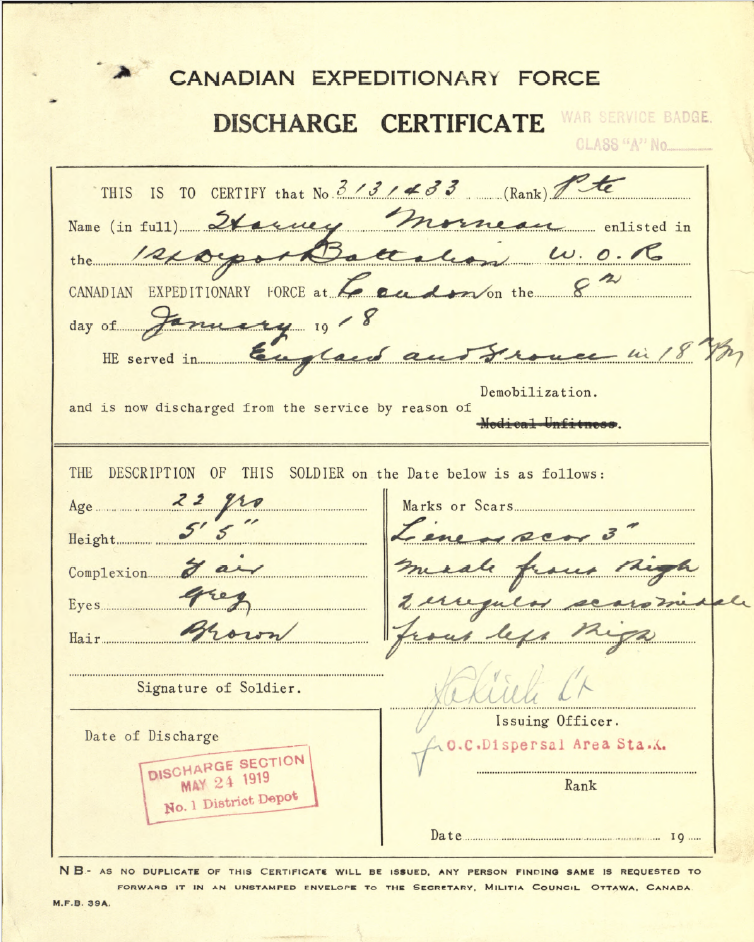 CANADIAN EXPEDITIONARY FORCE
DISCHARGE CERTIFICATE
WAR SERVICE BADGE.
CLASS "A" No
THIS IS TO CERTIFY that No 3131433 (Rank) Pte
Name (in full) Harvey Morneau enlisted in
the 1st Depot Battalion W.O.R
CANADIAN EXPEDITIONARY FORCE at London on the 8
day of January 1918
HE served in England and France in 18 Bn
Demobilization.
and is now discharged from the service by reason of
Medical Unfitness.
THE DESCRIPTION OF THIS SOLDIER on the Date below is as follows:
Age 22 yrs
Height 5' 5"
Complexion Fair
Eyes Grey
Hair Brown
Marks or Scars
Linear scar 3"
front thigh
2 irregular scars
front left thigh
Signature of Soldier.
Issuing Officer.
O.C. Dispersal Area Sta.K.
Rank
Date 19
Date of Discharge
DISCHARGE SECTION
MAY 24 1919
No. 1 District Depot
NB- AS NO DUPLICATE OF THIS CERTIFICATE WILL BE ISSUED, ANY PERSON FINDING SAME IS REQUESTED TO
FORWARD IT IN AN UNSTAMPED ENVELOPE TO THE SECRETARY, MILITIA COUNCIL OTTAWA, CANADA
M.F.B. 39A.